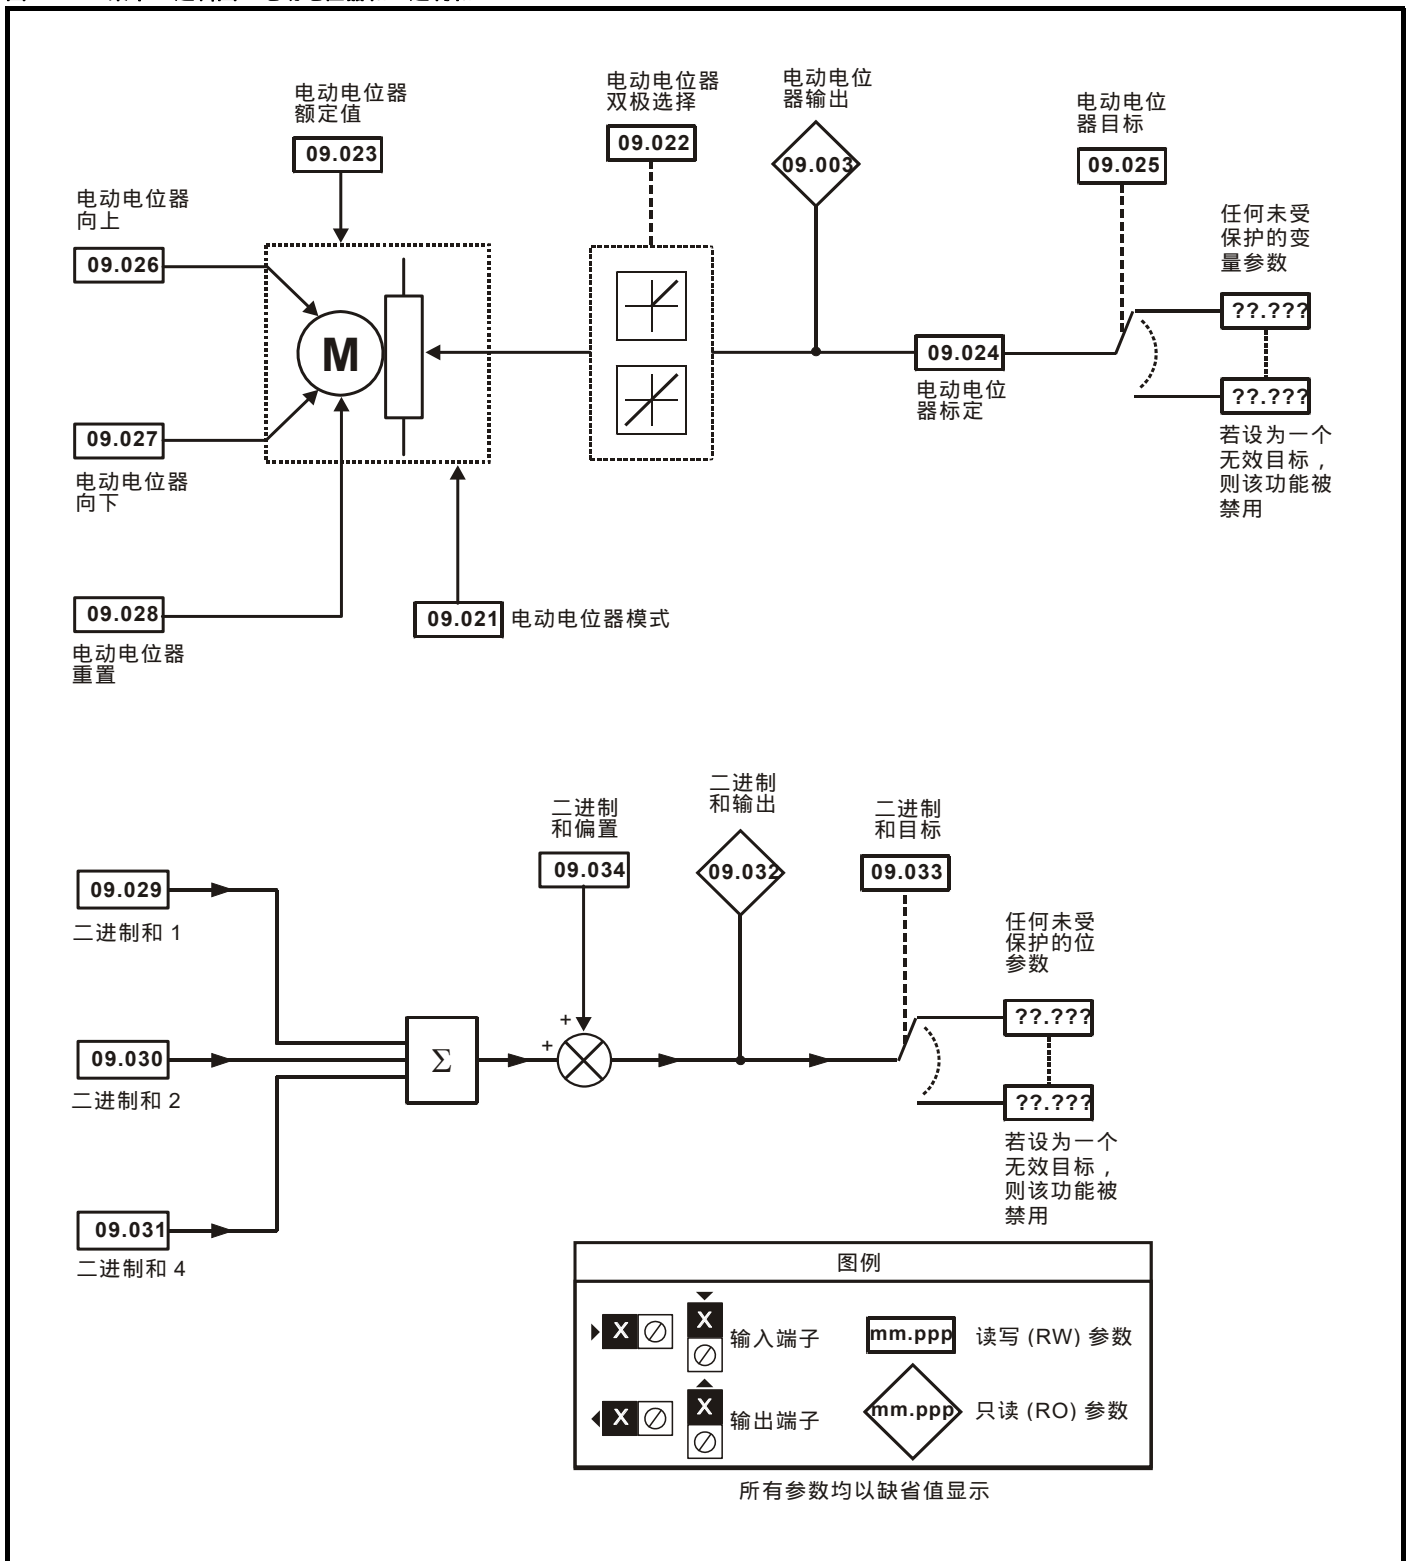 电动电位器
额定值
09.023
电动电位器
双极选择
09.022
电动电位
器输出
09.003
电动电位
器目标
09.025
电动电位器
向上
09.026
任何未受
保护的变
量参数
??.???
M
09.024
电动电位
器标定
??.???
09.027
电动电位器
向下
若设为一个
无效目标，
则该功能被
禁用
09.028
电动电位器
重置
09.021 电动电位器模式
二进制
和偏置
09.034
二进制
和输出
09.032
二进制
和目标
09.033
09.029
二进制和 1
任何未受
保护的位
参数
??.???
+
+
09.030
二进制和 2
Σ
??.???
若设为一个
无效目标，
则该功能被
禁用
09.031
二进制和 4
图例
X X 输入端子 mm.ppp 读写 (RW) 参数
X X 输出端子 mm.ppp 只读 (RO) 参数
所有参数均以缺省值显示